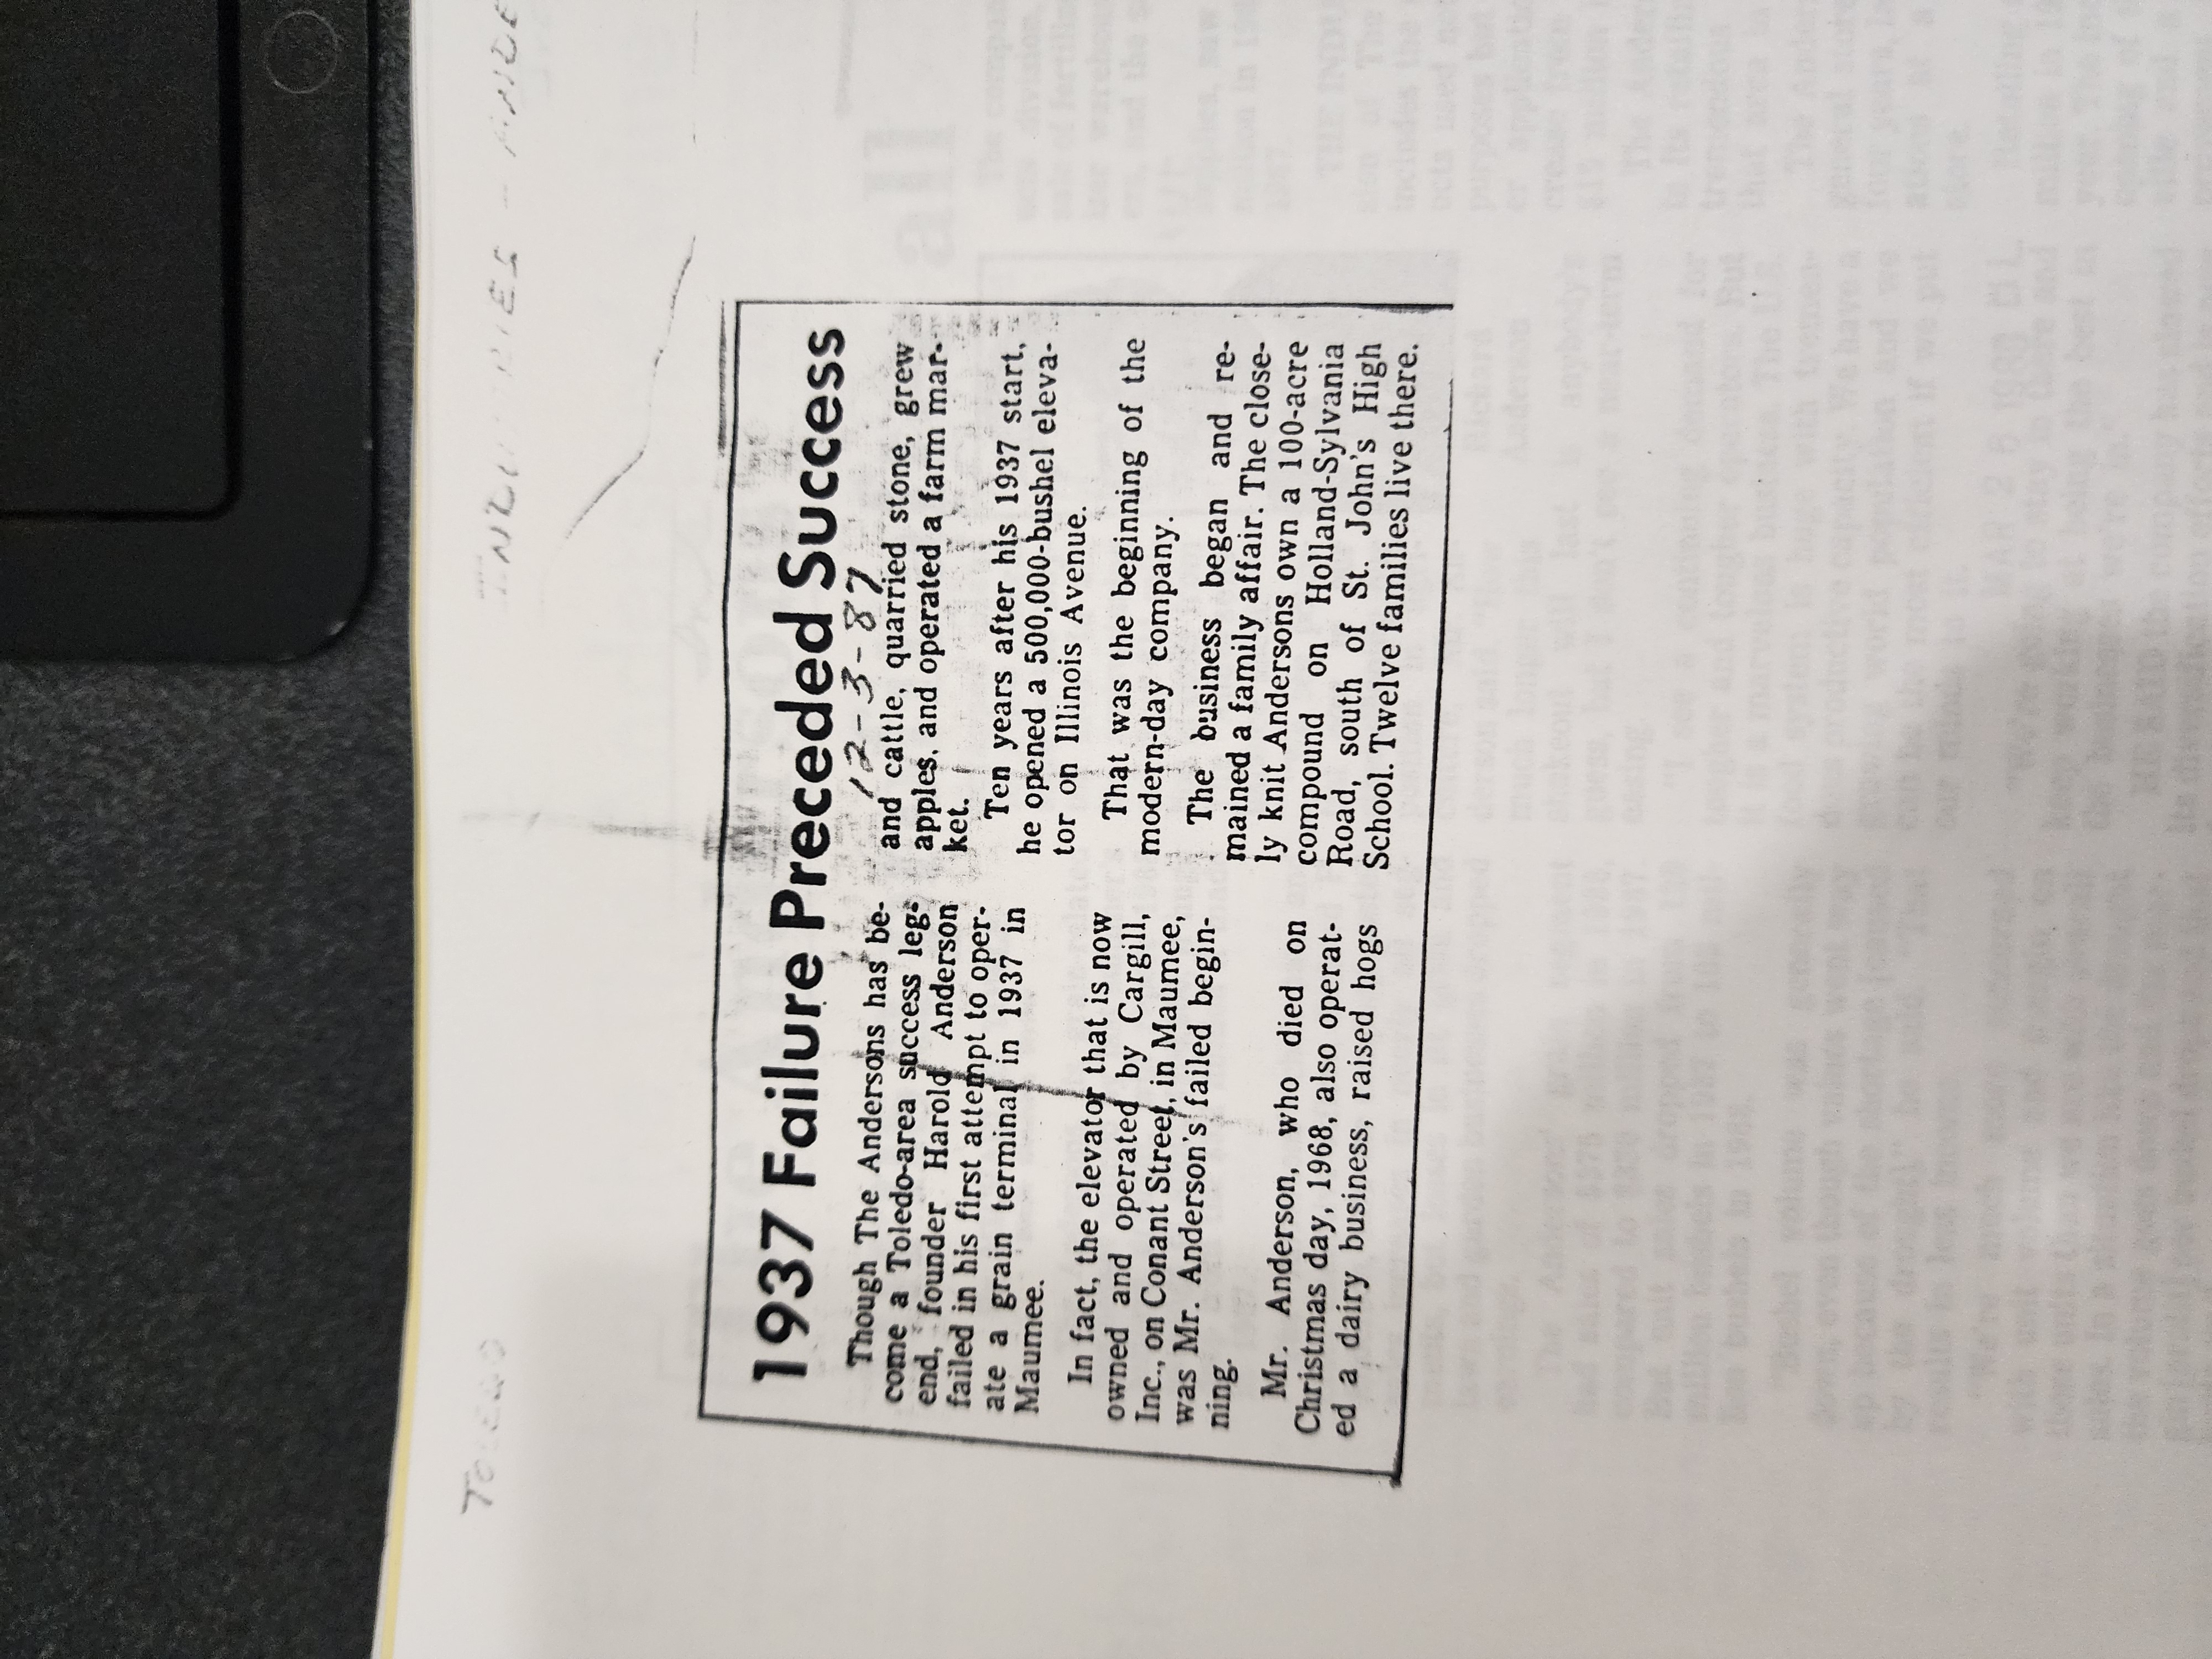 TOLEDO INDUSTRIES - ANDE
1937 Failure Preceded Success
12-3-87
Though The Andersons has be-
come a Toledo-area success leg-
end, founder Harold Anderson
failed in his first attempt to oper-
ate a grain terminal in 1937 in
Maumee.
In fact, the elevator that is now
owned and operated by Cargill,
Inc., on Conant Street, in Maumee,
was Mr. Anderson's failed begin-
ning.
Mr. Anderson, who died on
Christmas day, 1968, also operat-
ed a dairy business, raised hogs
and cattle, quarried stone, grew
apples, and operated a farm mar-
ket.
Ten years after his 1937 start,
he opened a 500,000-bushel eleva-
tor on Illinois Avenue.
That was the beginning of the
modern-day company.
The business began and re-
mained a family affair. The close-
ly knit Andersons own a 100-acre
compound on Holland-Sylvania
Road, south of St. John's High
School. Twelve families live there.